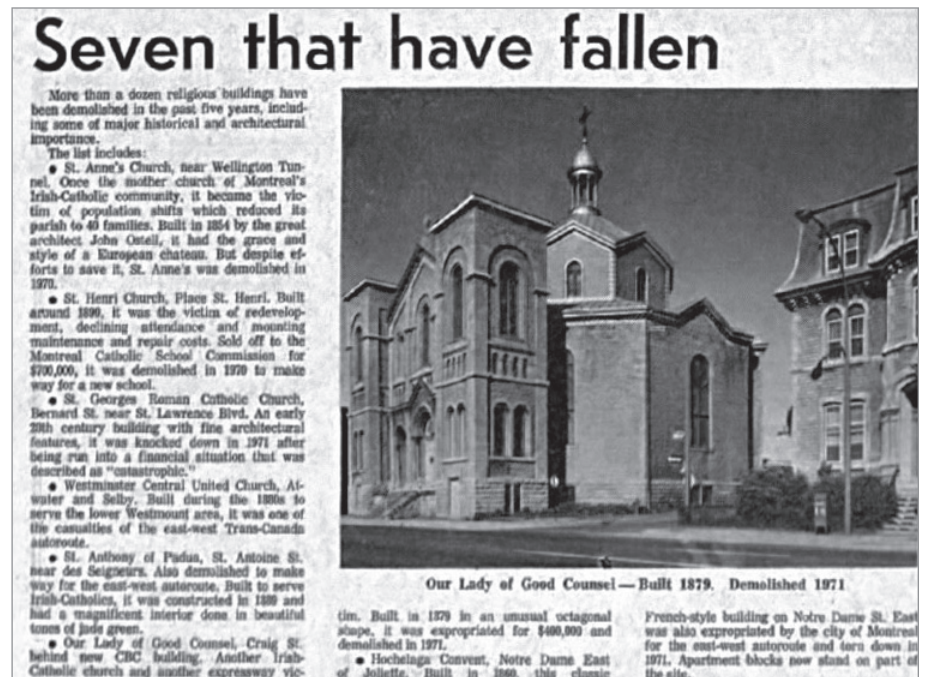 Seven that have fallen
More than a dozen religious buildings have
been demolished in the past five years, includ-
ing some of major historical and architectural
importance.
The list includes:
• St. Anne's Church, near Wellington Tun-
nel. Once the mother church of Montreal's
Irish-Catholic community, it became the vic-
tim of population shifts which reduced its
parish to 40 families. Built in 1854 by the great
architect John Ostell, it had the grace and
style of a European chateau. But despite ef-
forts to save it, St. Anne's was demolished in
1970.
• St. Henri Church, Place St. Henri. Built
around 1890, it was the victim of redevelop-
ment, declining attendance and mounting
maintenance and repair costs. Sold off to the
Montreal Catholic School Commission for
$700,000, it was demolished in 1970 to make
way for a new school.
• St. Georges Roman Catholic Church,
Bernard St. near St. Lawrence Blvd. An early
20th century building with fine architectural
features, it was knocked down in 1971 after
being run into a financial situation that was
described as "catastrophic."
• Westminster Central United Church, At-
water and Selby. Built during the 1880s to
serve the lower Westmount area, it was one of
the casualties of the east-west Trans-Canada
autoroute.
• St. Anthony of Padua, St. Antoine St.
near des Seigneurs. Also demolished to make
way for the east-west autoroute. Built to serve
Irish-Catholics, it was constructed in 1889 and
had a magnificent interior done in beautiful
tones of jade green.
• Our Lady of Good Counsel, Craig St.
behind new CBC building. Another Irish-
Catholic church and another expressway vic-
Our Lady of Good Counsel—Built 1879. Demolished 1971
tim. Built in 1879 in an unusual octagonal
shape, it was expropriated for $400,000 and
demolished in 1971.
• Hochelaga Convent, Notre Dame East
of Joliette. Built in 1860, this classic
French-style building on Notre Dame St. East
was also expropriated by the city of Montreal
for the east-west autoroute and torn down in
1971. Apartment blocks now stand on part of
the site.